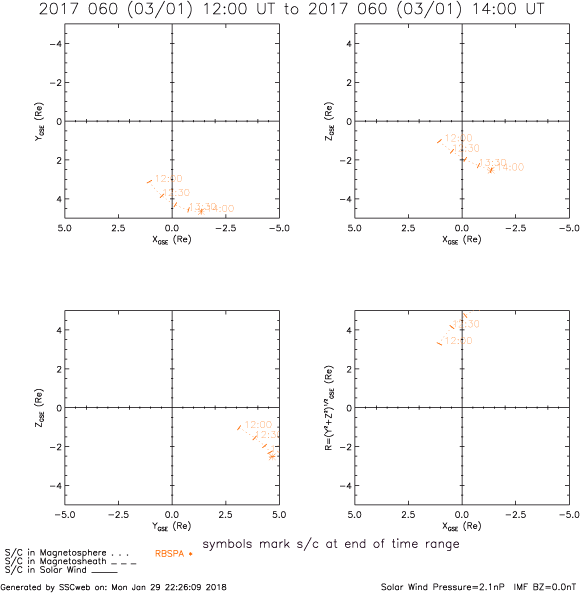 2017 060 (03/01) 12:00 UT to 2017 060 (03/01) 14:00 UT
-4
-2
0
2
4
YGSE (Re)
12:00
12:30
13:30
14:00
5.0 2.5 0.0 -2.5 -5.0
XGSE (Re)
4
2
0
-2
-4
ZGSE (Re)
12:00
12:30
13:30
14:00
5.0 2.5 0.0 -2.5 -5.0
XGSE (Re)
4
2
0
-2
-4
ZGSE (Re)
12:00
12:30
-5.0 -2.5 0.0 2.5 5.0
YGSE (Re)
4
2
0
-2
-4
R=(Y²+Z²)¹/²GSE (Re)
12:30
12:00
5.0 2.5 0.0 -2.5 -5.0
XGSE (Re)
symbols mark s/c at end of time range
S/C in Magnetosphere . . .
S/C in Magnetosheath _ _ _
S/C in Solar Wind ____
RBSPA
Generated by SSCweb on: Mon Jan 29 22:26:09 2018
Solar Wind Pressure=2.1nP IMF BZ=0.0nT